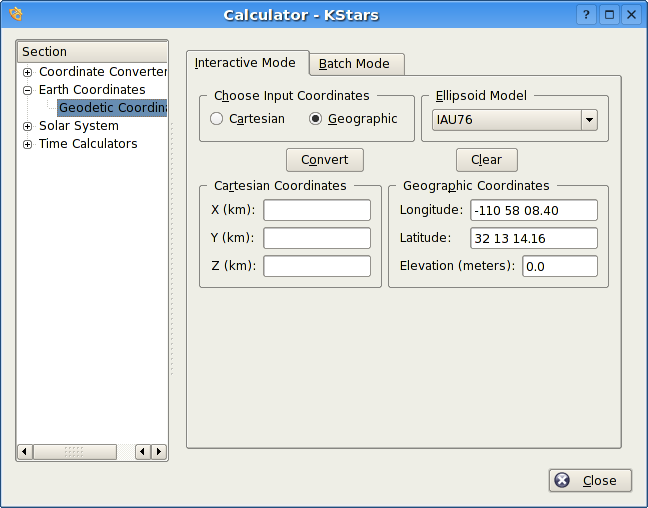 Calculator - KStars
?
Section
Coordinate Converter
Earth Coordinates
Geodetic Coordina
Solar System
Time Calculators
Interactive Mode
Batch Mode
Choose Input Coordinates
Cartesian
Geographic
Ellipsoid Model
IAU76
Convert
Clear
Cartesian Coordinates
X (km):
Y (km):
Z (km):
Geographic Coordinates
Longitude: -110 58 08.40
Latitude: 32 13 14.16
Elevation (meters): 0.0
Close